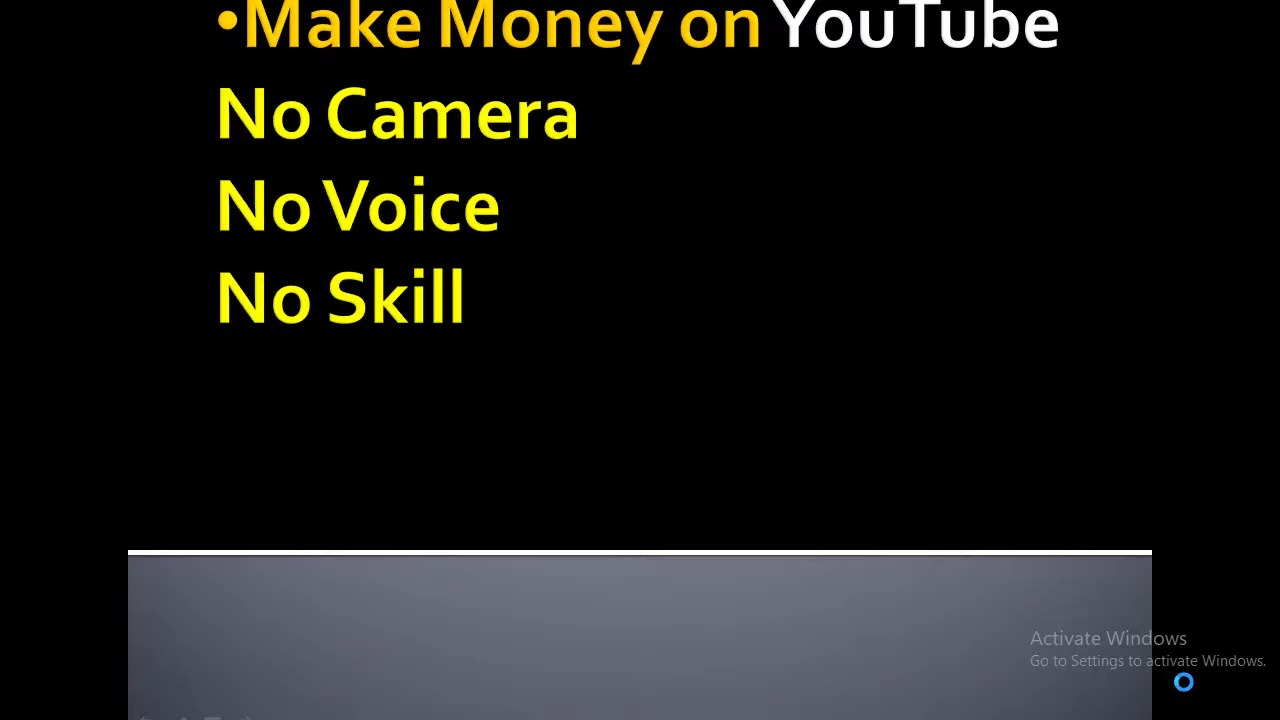 •Make Money on YouTube
No Camera
No Voice
No Skill
Activate Windows
Go to Settings to activate Windows.